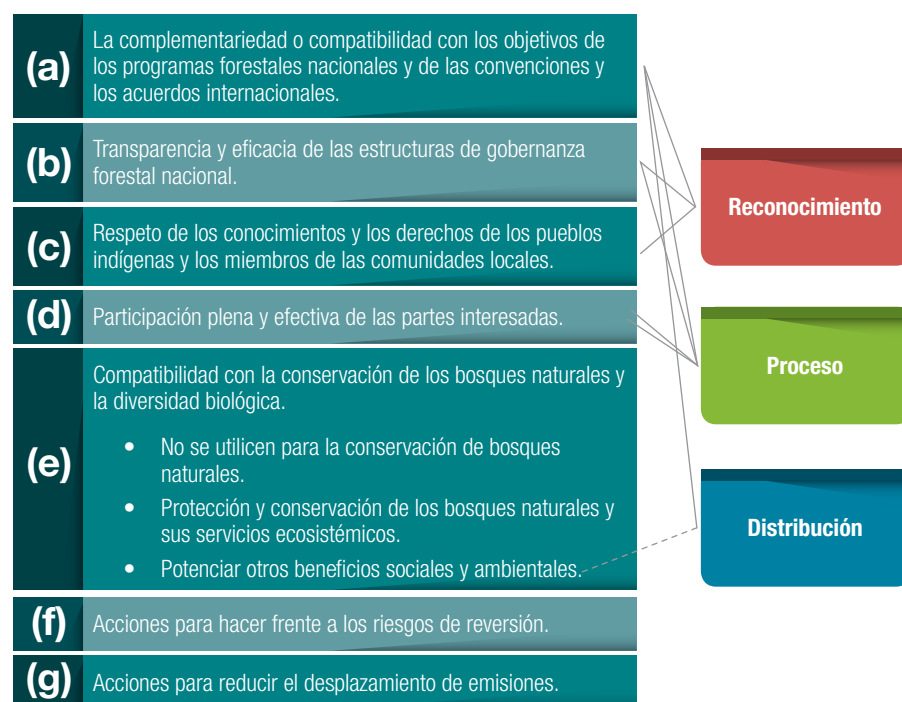 (a)
La complementariedad o compatibilidad con los objetivos de
los programas forestales nacionales y de las convenciones y
los acuerdos internacionales.
(b)
Transparencia y eficacia de las estructuras de gobernanza
forestal nacional.
(c)
Respeto de los conocimientos y los derechos de los pueblos
indígenas y los miembros de las comunidades locales.
(d)
Participación plena y efectiva de las partes interesadas.
(e)
Compatibilidad con la conservación de los bosques naturales y
la diversidad biológica.
• No se utilicen para la conservación de bosques
naturales.
• Protección y conservación de los bosques naturales y
sus servicios ecosistémicos.
• Potenciar otros beneficios sociales y ambientales.
(f)
Acciones para hacer frente a los riesgos de reversión.
(g)
Acciones para reducir el desplazamiento de emisiones.
Reconocimiento
Proceso
Distribución